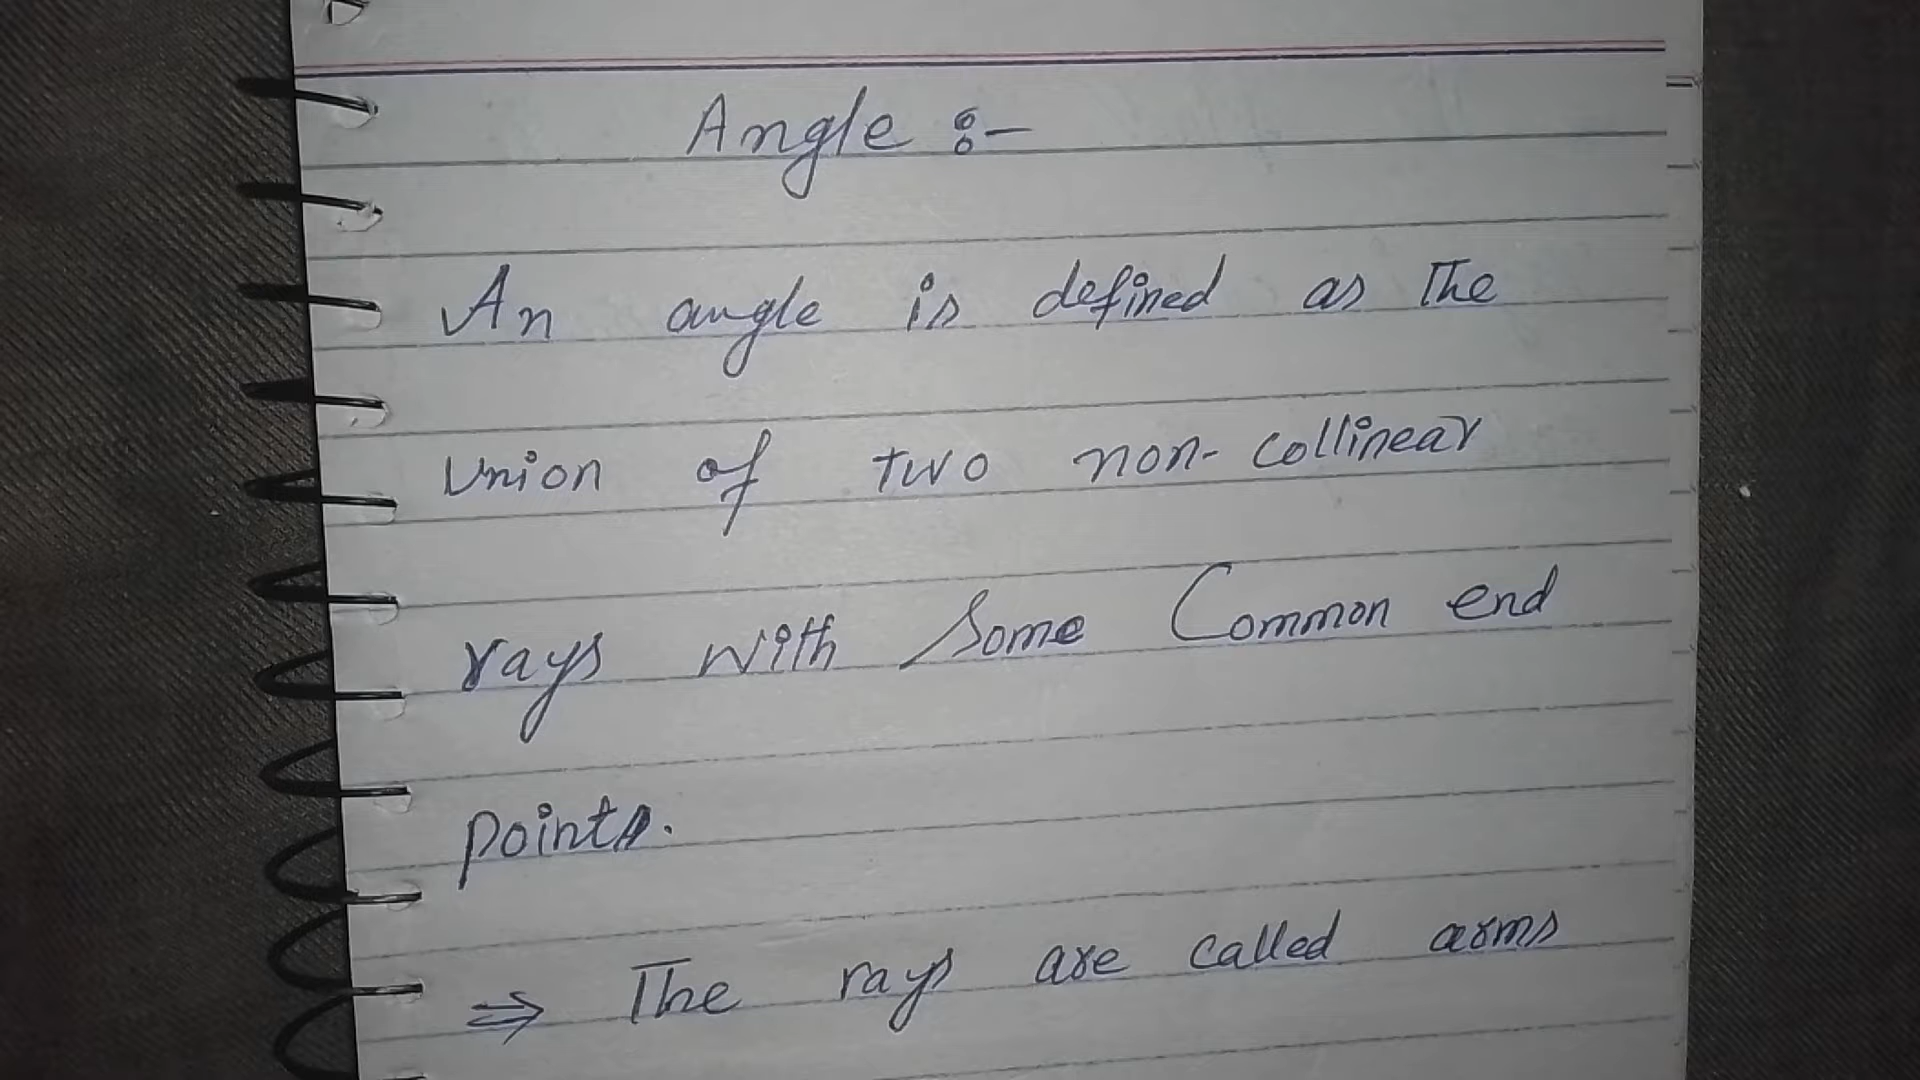 Angle :-
An angle is defined as the
Union of two non-collinear
rays with Some Common end
points.
⇒ The rays are called arms